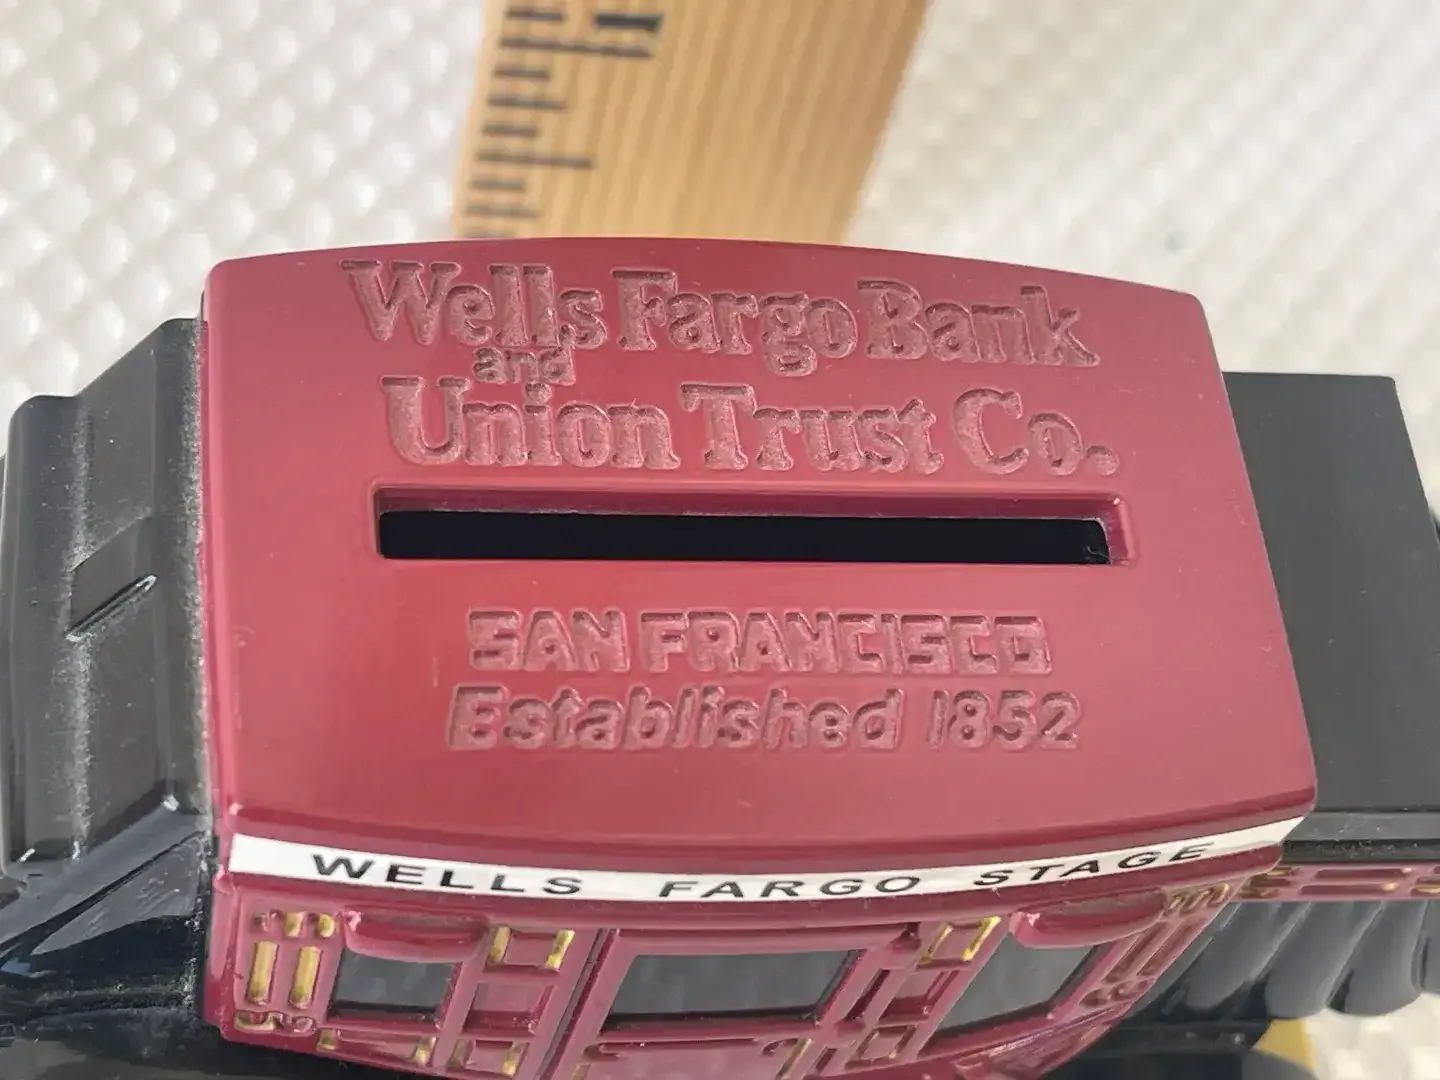 Wells Fargo Bank
and
Union Trust Co.
SAN FRANCISCO
Established 1852
WELLS FARGO STAGE